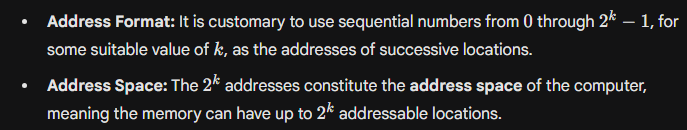 • Address Format: It is customary to use sequential numbers from 0 through 2^k − 1, for
some suitable value of k, as the addresses of successive locations.
• Address Space: The 2^k addresses constitute the address space of the computer,
meaning the memory can have up to 2^k addressable locations.